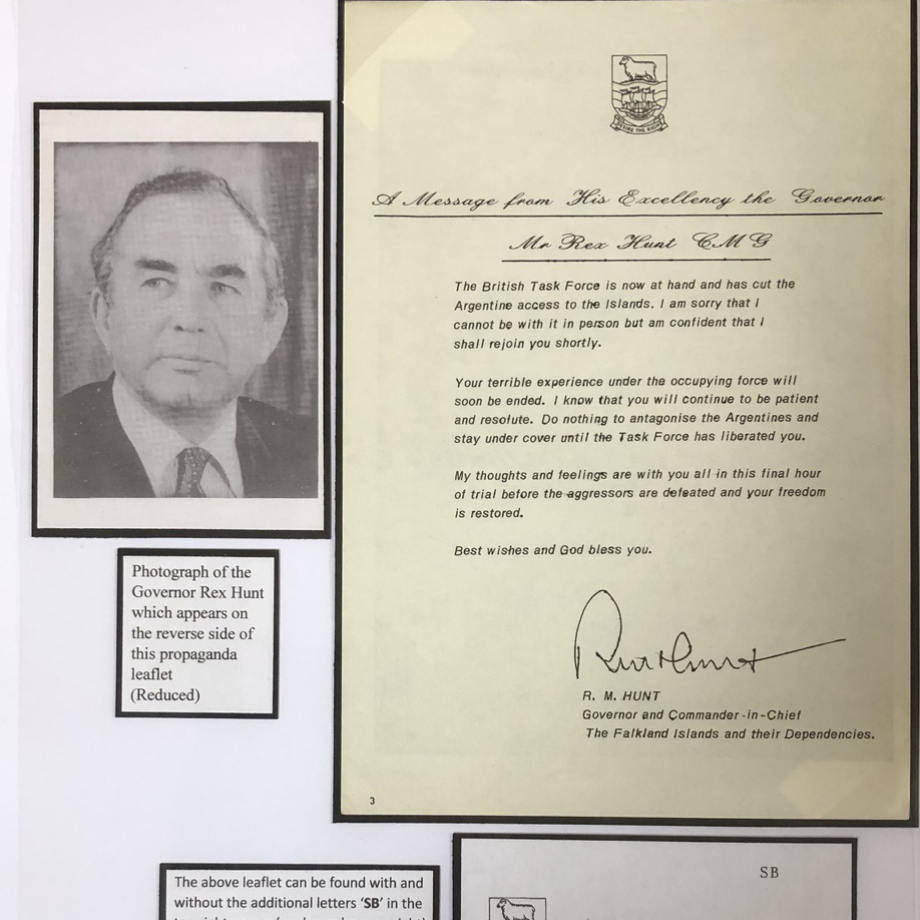 DESIRE THE RIGHT
A Message from His Excellency the Governor
Mr Rex Hunt CMG
The British Task Force is now at hand and has cut the
Argentine access to the Islands. I am sorry that I
cannot be with it in person but am confident that I
shall rejoin you shortly.
Your terrible experience under the occupying force will
soon be ended. I know that you will continue to be patient
and resolute. Do nothing to antagonise the Argentines and
stay under cover until the Task Force has liberated you.
My thoughts and feelings are with you all in this final hour
of trial before the aggressors are defeated and your freedom
is restored.
Best wishes and God bless you.
Rex Hunt
R. M. HUNT
Governor and Commander-in-Chief
The Falkland Islands and their Dependencies.
3
Photograph of the
Governor Rex Hunt
which appears on
the reverse side of
this propaganda
leaflet
(Reduced)
The above leaflet can be found with and
without the additional letters ‘SB’ in the
SB